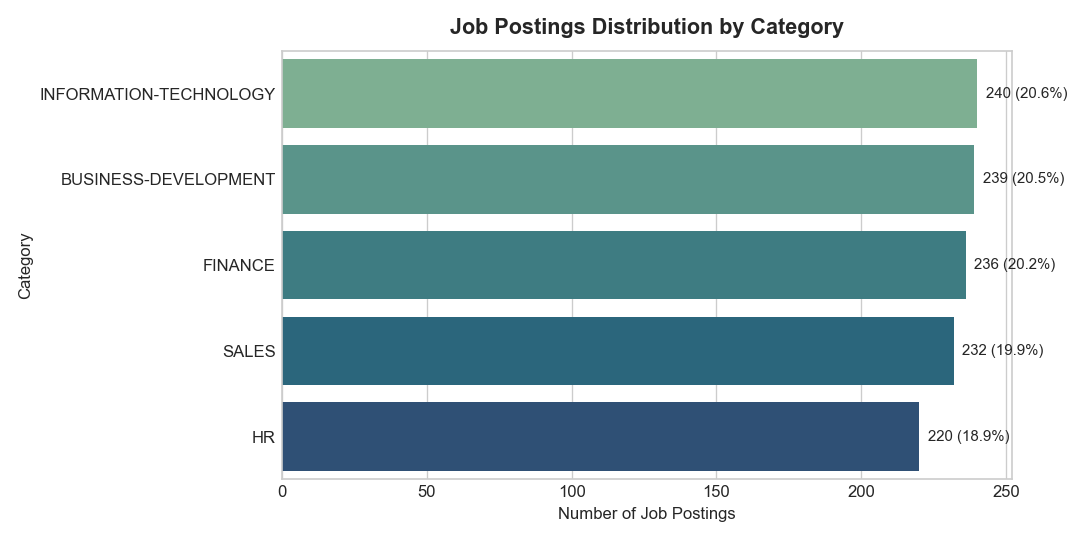 Job Postings Distribution by Category
INFORMATION-TECHNOLOGY
240 (20.6%)
BUSINESS-DEVELOPMENT
239 (20.5%)
FINANCE
236 (20.2%)
SALES
232 (19.9%)
HR
220 (18.9%)
Category
0 50 100 150 200 250
Number of Job Postings